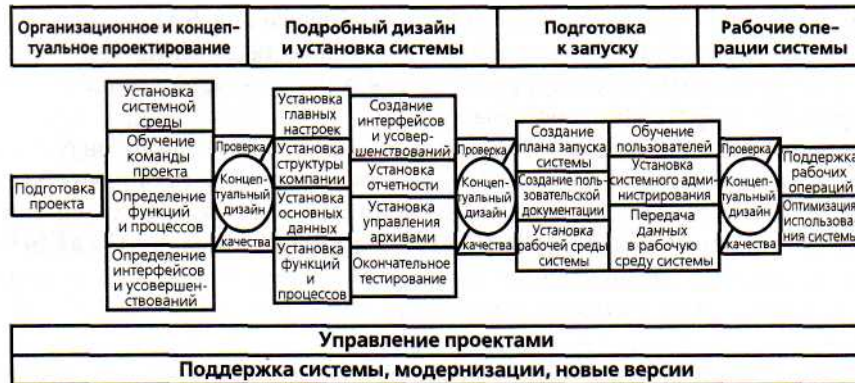 Организационное и концеп-
туальное проектирование
Подробный дизайн
и установка системы
Подготовка
к запуску
Рабочие опе-
рации системы
Подготовка
проекта
Установка
системной
среды
Обучение
команды
проекта
Определение
функций
и процессов
Определение
интерфейсов
и усовершен-
ствований
Проверка
Концеп-
туальный
дизайн
качества
Установка
главных
настроек
Установка
структуры
компании
Установка
основных
данных
Установка
функций
и
процессов
Создание
интерфейсов
и усовер-
шенствований
Установка
отчетности
Установка
управления
архивами
Окончательное
тестирование
Проверка
Концеп-
туальный
дизайн
качества
Создание
плана запуска
системы
Создание поль-
зовательской
документации
Установка
рабочей среды
системы
Обучение
пользователей
Установка
системного адми-
нистрирования
Передача
данных
в рабочую
среду системы
Проверка
Концеп-
туальный
дизайн
качества
Поддержка
рабочих
операций
Оптимизация
использова
ния системы
Управление проектами
Поддержка системы, модернизации, новые версии